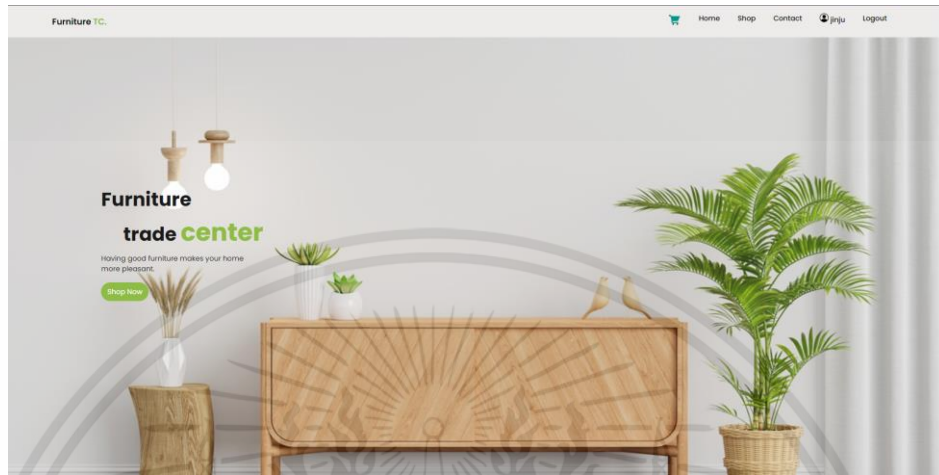 Furniture TC.
Home Shop Contact jinju Logout
Furniture
trade center
Having good furniture makes your home
more pleasant.
Shop Now